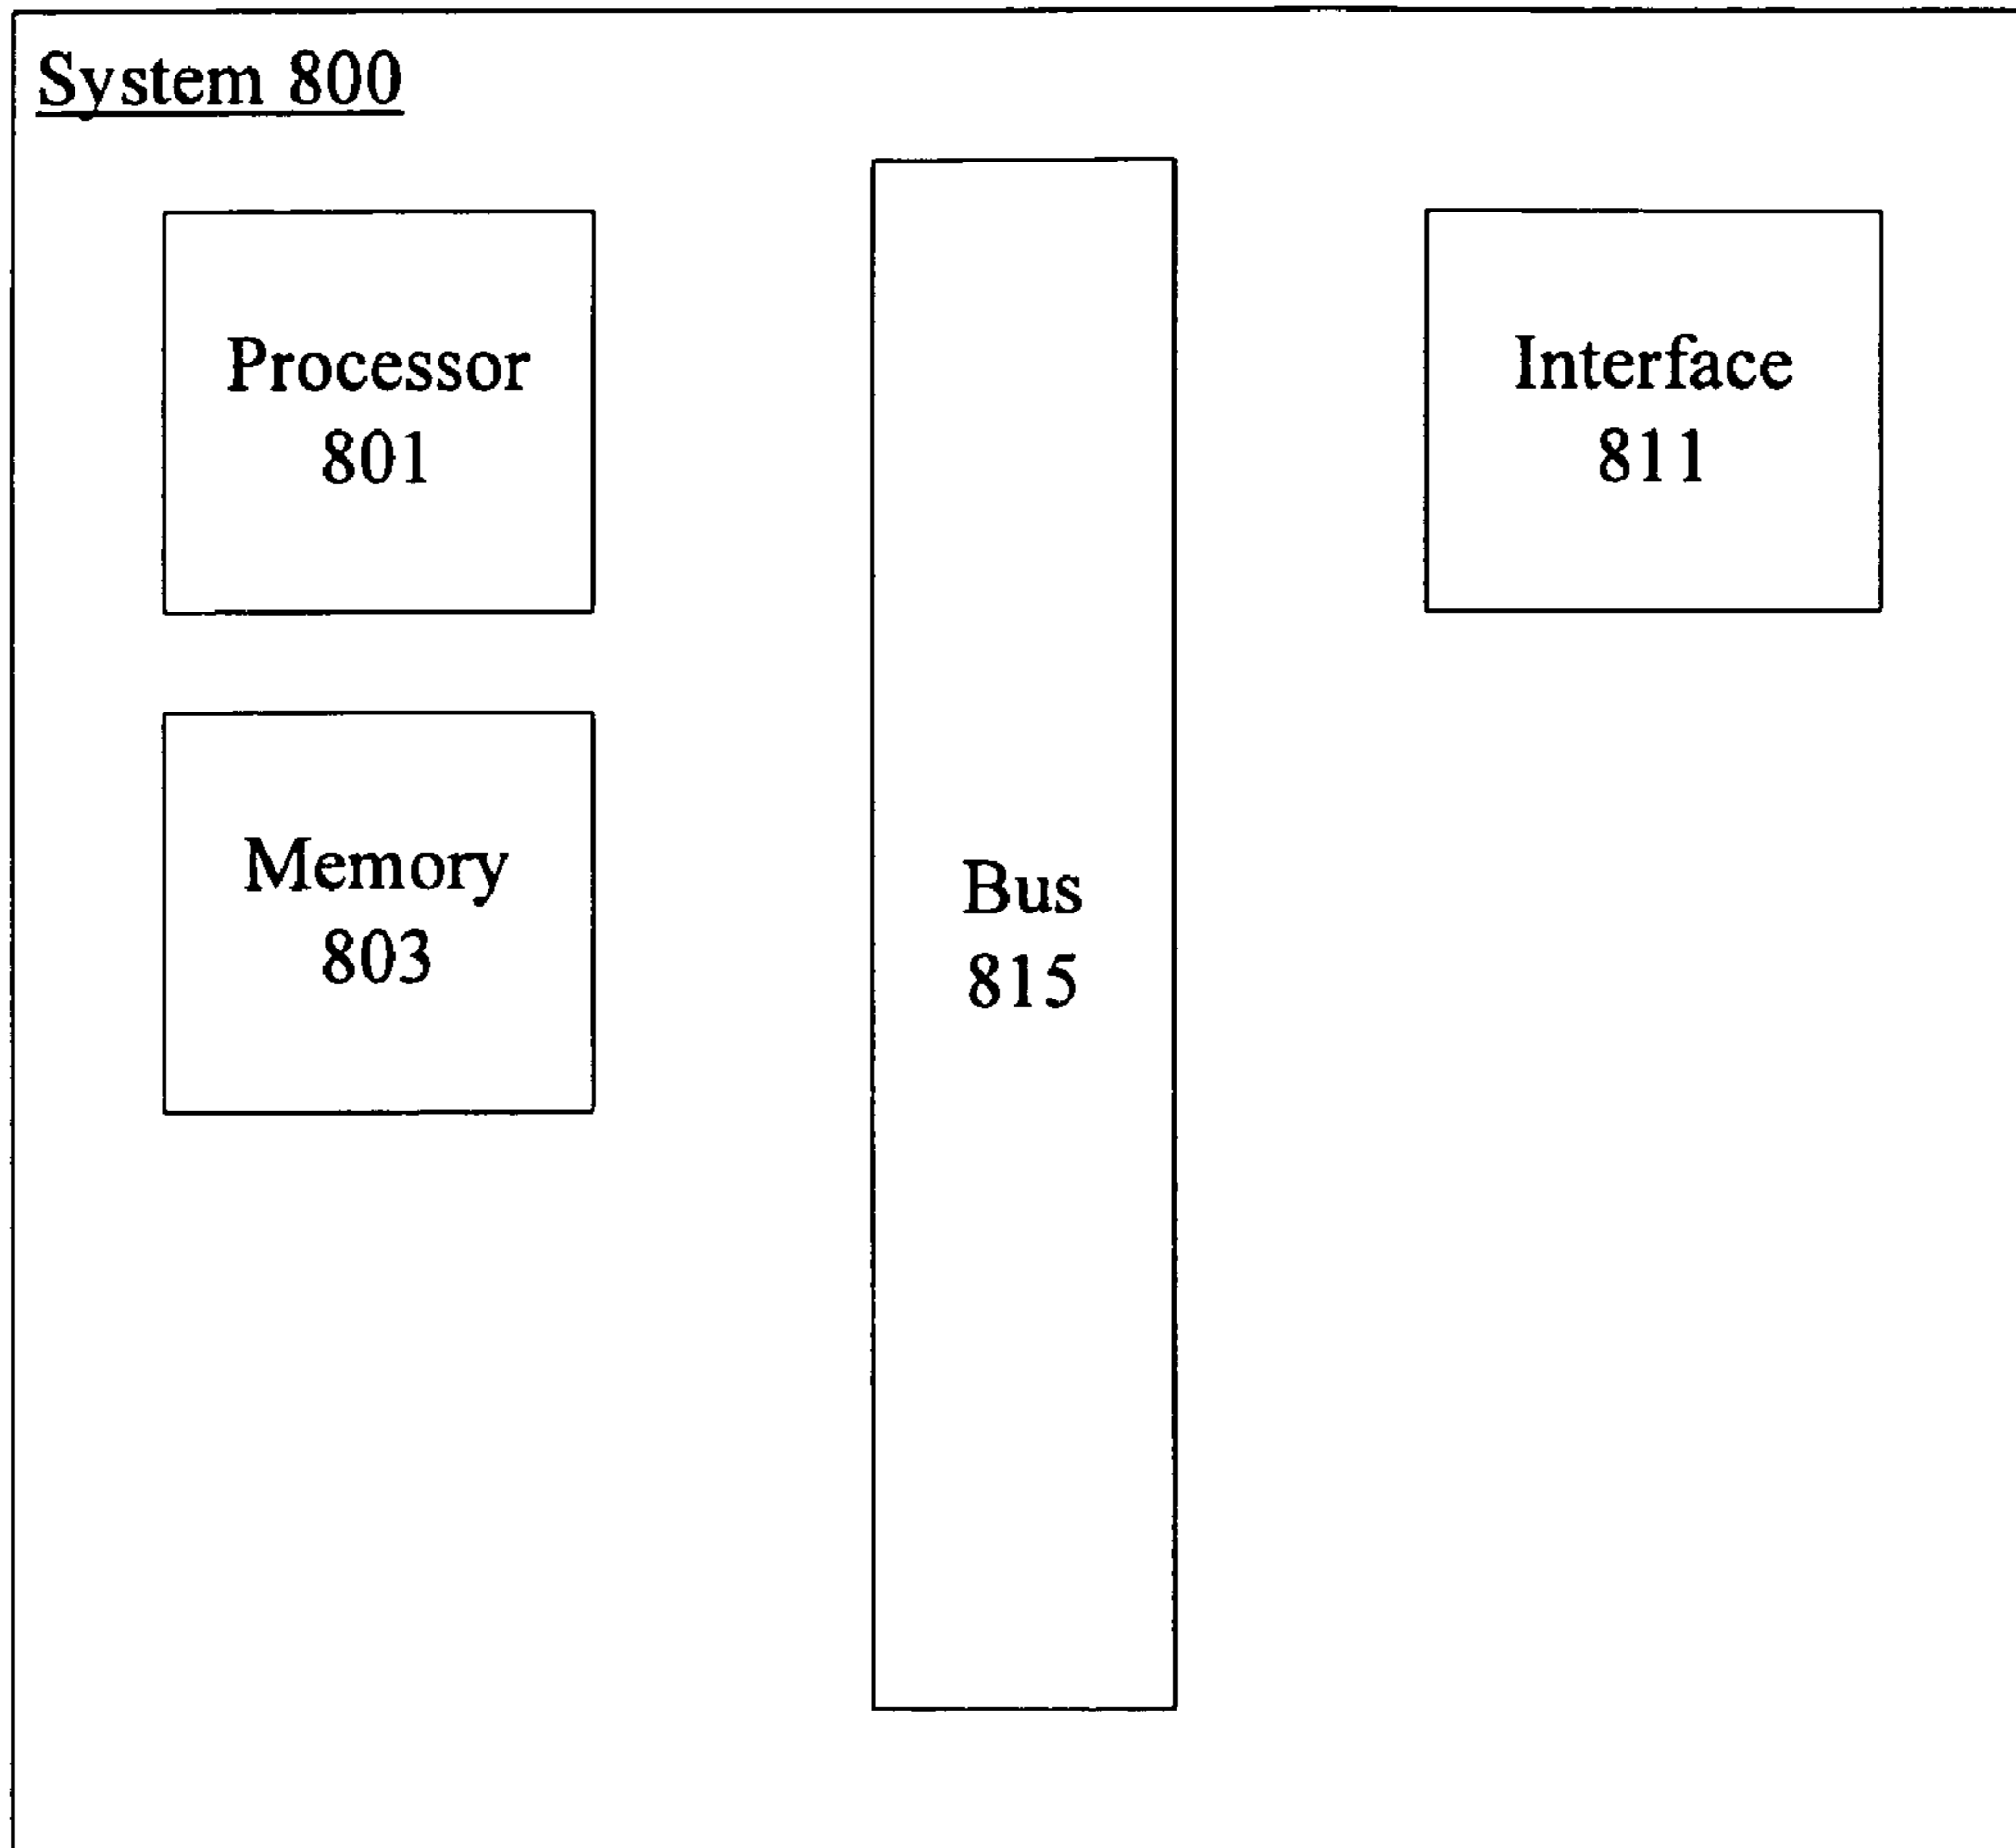 System 800
Processor
801
Interface
811
Memory
803
Bus
815